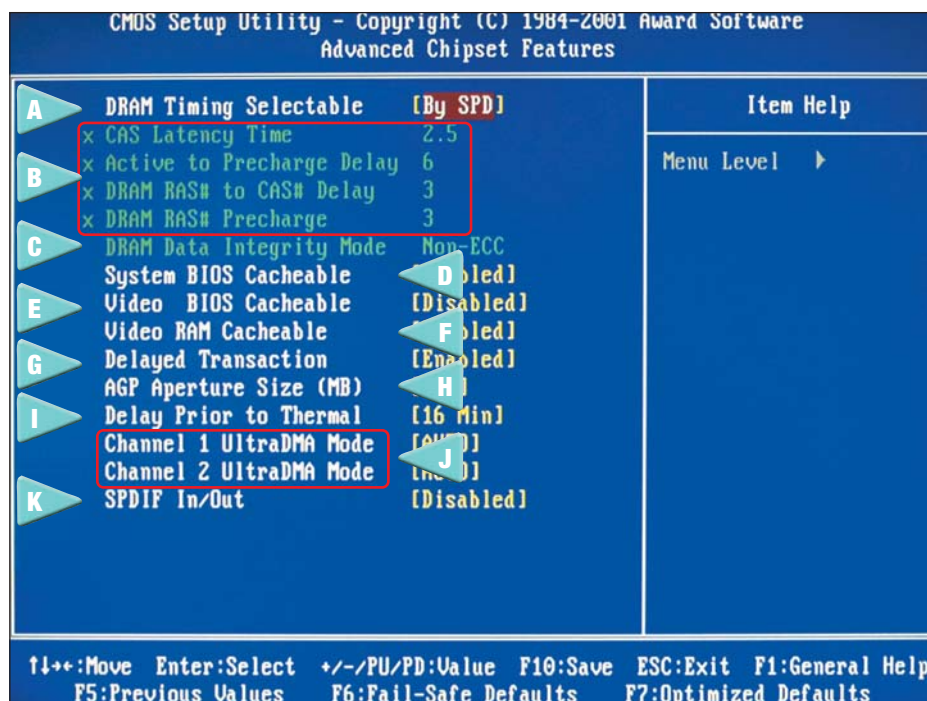 CMOS Setup Utility - Copyright (C) 1984-2001 Award Software
Advanced Chipset Features
A DRAM Timing Selectable [By SPD]
Item Help
x CAS Latency Time 2.5
B x Active to Precharge Delay 6
Menu Level
x DRAM RAS# to CAS# Delay 3
x DRAM RAS# Precharge 3
C DRAM Data Integrity Mode Non-ECC
System BIOS Cacheable D
E Video BIOS Cacheable [Disabled]
Video RAM Cacheable F
G Delayed Transaction [Enabled]
AGP Aperture Size (MB) H
I Delay Prior to Thermal [16 Min]
Channel 1 UltraDMA Mode
J
Channel 2 UltraDMA Mode
K SPDIF In/Out [Disabled]
↑↓→←:Move Enter:Select +/-/PU/PD:Value F10:Save ESC:Exit F1:General Help
F5:Previous Values F6:Fail-Safe Defaults F7:Optimized Defaults